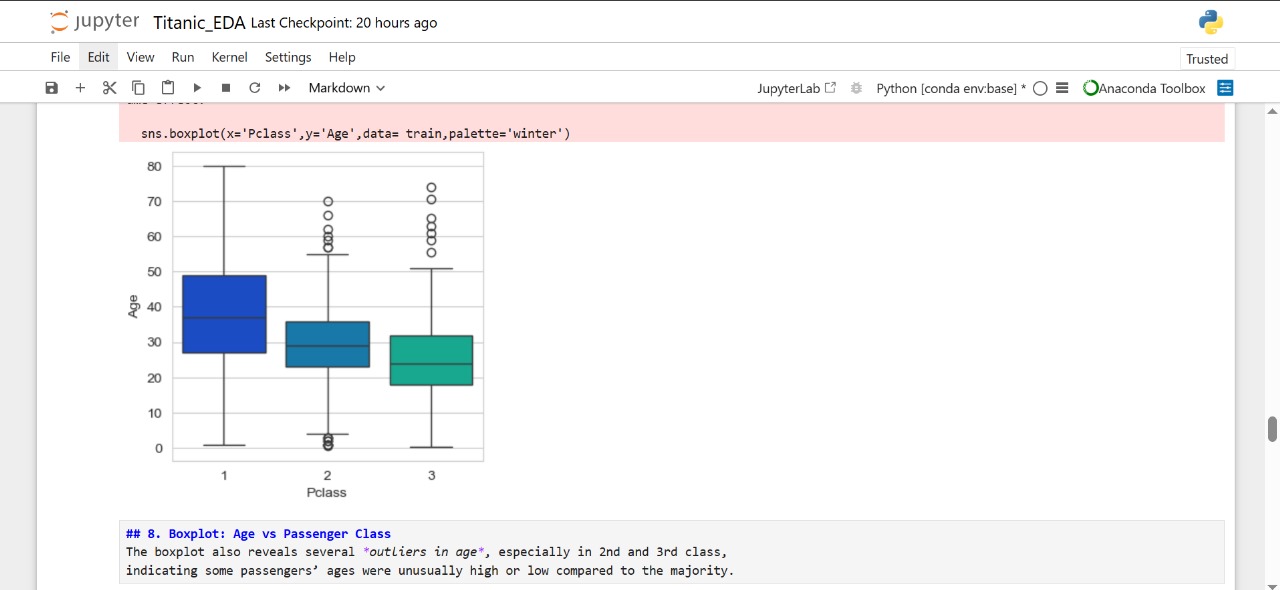 jupyter Titanic_EDA Last Checkpoint: 20 hours ago
File Edit View Run Kernel Settings Help Trusted
Markdown JupyterLab Python [conda env:base] * Anaconda Toolbox
sns.boxplot(x='Pclass',y='Age',data= train,palette='winter')
80
70
60
50
40
30
20
10
0
Age
1 2 3
Pclass
## 8. Boxplot: Age vs Passenger Class
The boxplot also reveals several *outliers in age*, especially in 2nd and 3rd class,
indicating some passengers’ ages were unusually high or low compared to the majority.